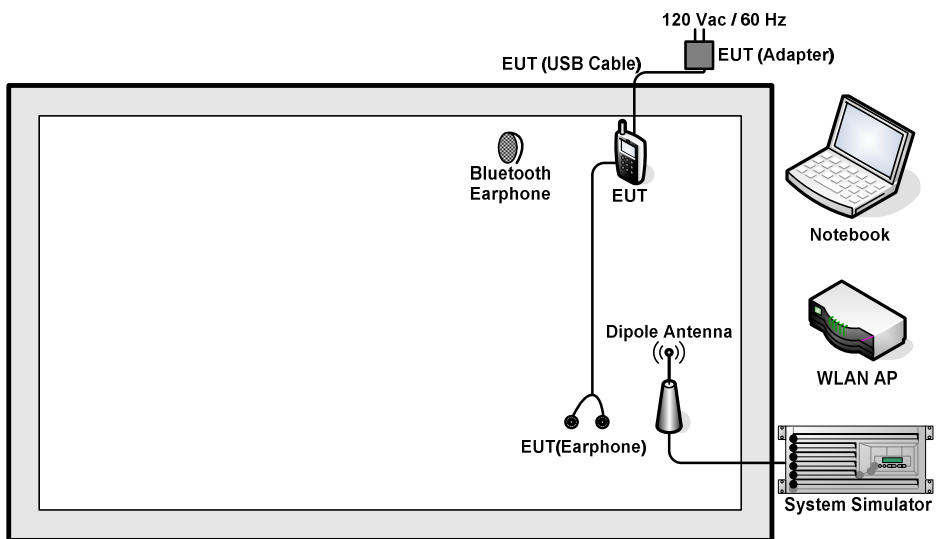 120 Vac / 60 Hz
EUT (USB Cable)
EUT (Adapter)
Bluetooth
Earphone
EUT
Notebook
Dipole Antenna
WLAN AP
EUT(Earphone)
System Simulator